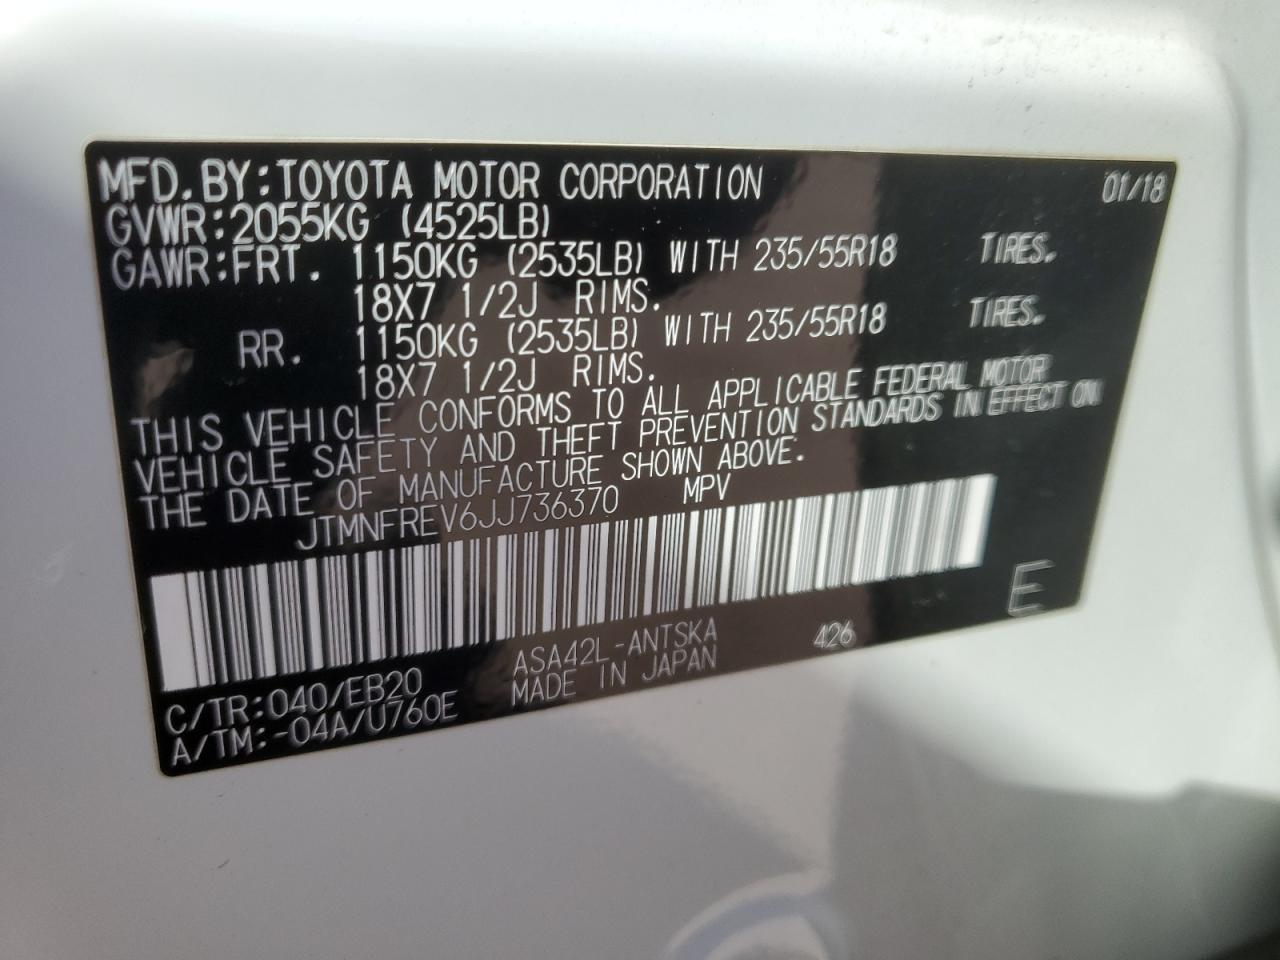 MFD.BY:TOYOTA MOTOR CORPORATION 01/18
GVWR:2055KG (4525LB)
GAWR:FRT. 1150KG (2535LB) WITH 235/55R18 TIRES.
18X7 1/2J RIMS.
RR. 1150KG (2535LB) WITH 235/55R18 TIRES.
18X7 1/2J RIMS.
THIS VEHICLE CONFORMS TO ALL APPLICABLE FEDERAL MOTOR
VEHICLE SAFETY AND THEFT PREVENTION STANDARDS IN EFFECT ON
THE DATE OF MANUFACTURE SHOWN ABOVE.
JTMNFREV6JJ736370 MPV
E
C/TR:040/EB20 ASA42L-ANTSKA 426
A/TM:-04A/U760E MADE IN JAPAN